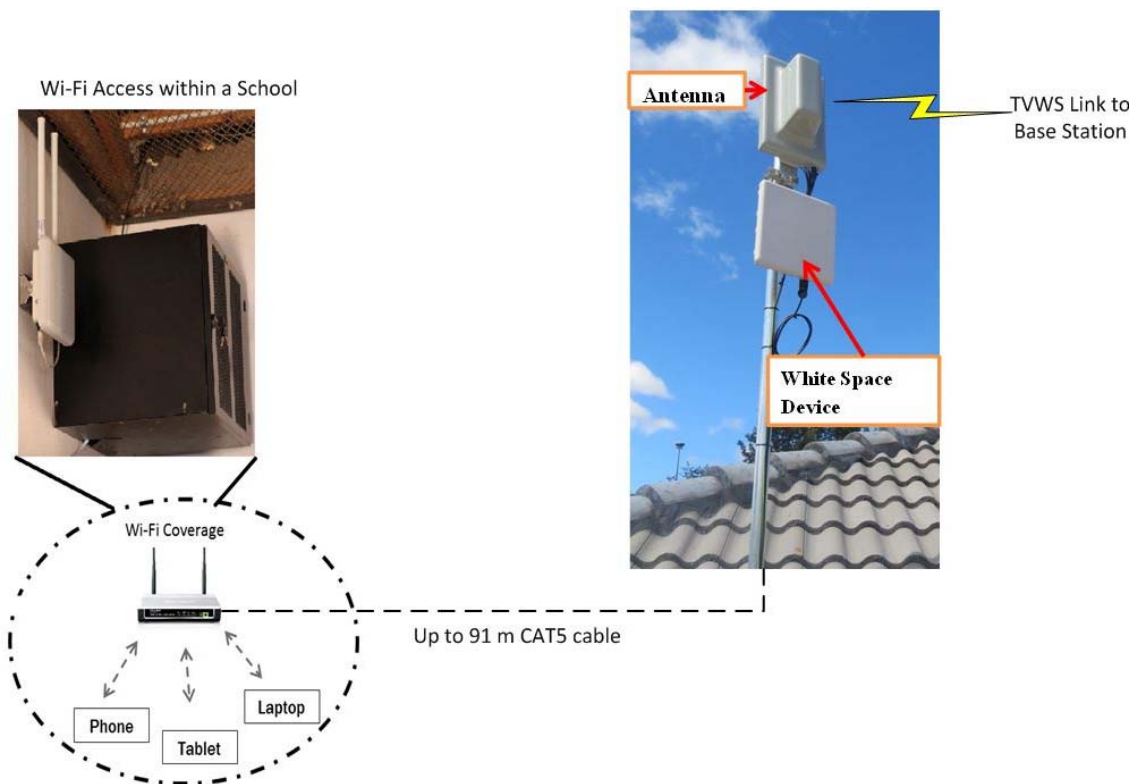 Wi-Fi Access within a School
Antenna
TVWS Link to
Base Station
White Space
Device
Wi-Fi Coverage
Up to 91 m CAT5 cable
Phone
Tablet
Laptop